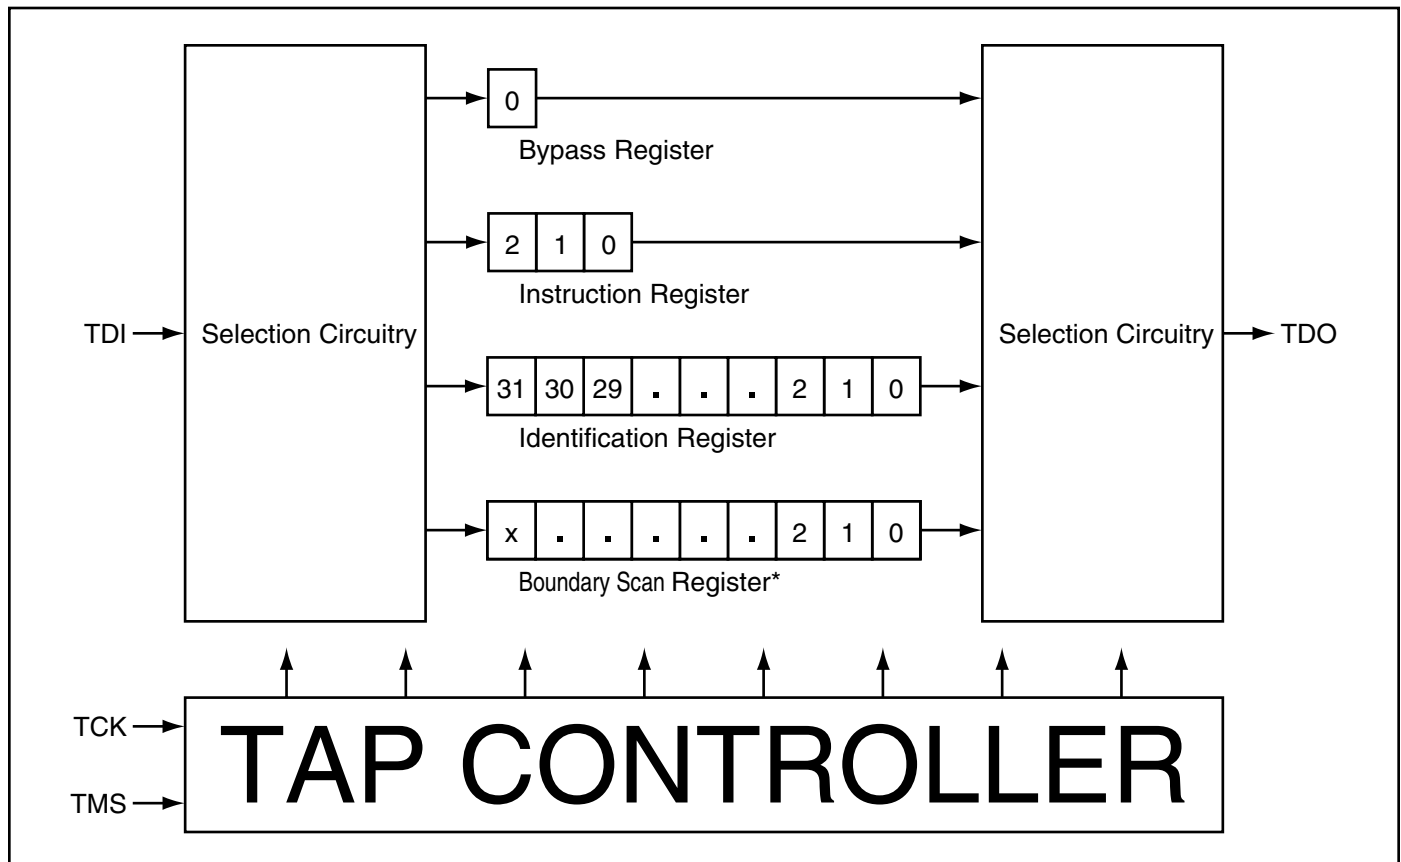 0
Bypass Register
2 1 0
Instruction Register
TDI Selection Circuitry Selection Circuitry TDO
31 30 29 . . . 2 1 0
Identification Register
x . . . . . 2 1 0
Boundary Scan Register*
TCK
TAP CONTROLLER
TMS